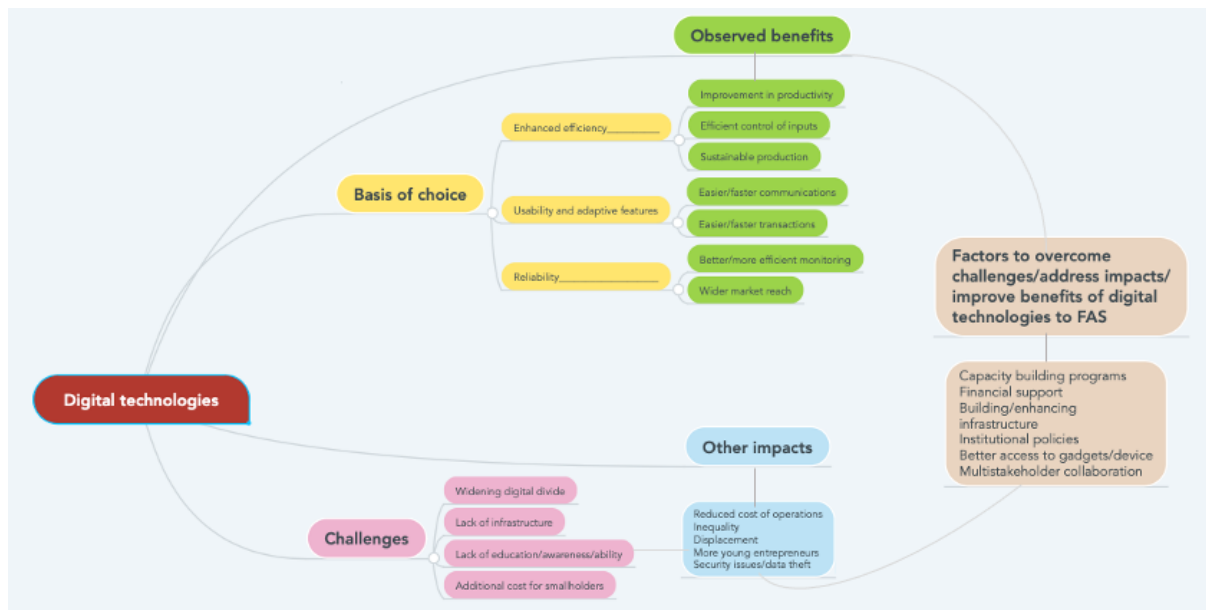 Observed benefits
Improvement in productivity
Enhanced efficiency__________
Efficient control of inputs
Sustainable production
Basis of choice
Easier/faster communications
Usability and adaptive features
Easier/faster transactions
Better/more efficient monitoring
Reliability___________________
Wider market reach
Factors to overcome
challenges/address impacts/
improve benefits of digital
technologies to FAS
Capacity building programs
Financial support
Building/enhancing
infrastructure
Institutional policies
Better access to gadgets/device
Multistakeholder collaboration
Digital technologies
Other impacts
Reduced cost of operations
Inequality
Displacement
More young entrepreneurs
Security issues/data theft
Challenges
Widening digital divide
Lack of infrastructure
Lack of education/awareness/ability
Additional cost for smallholders